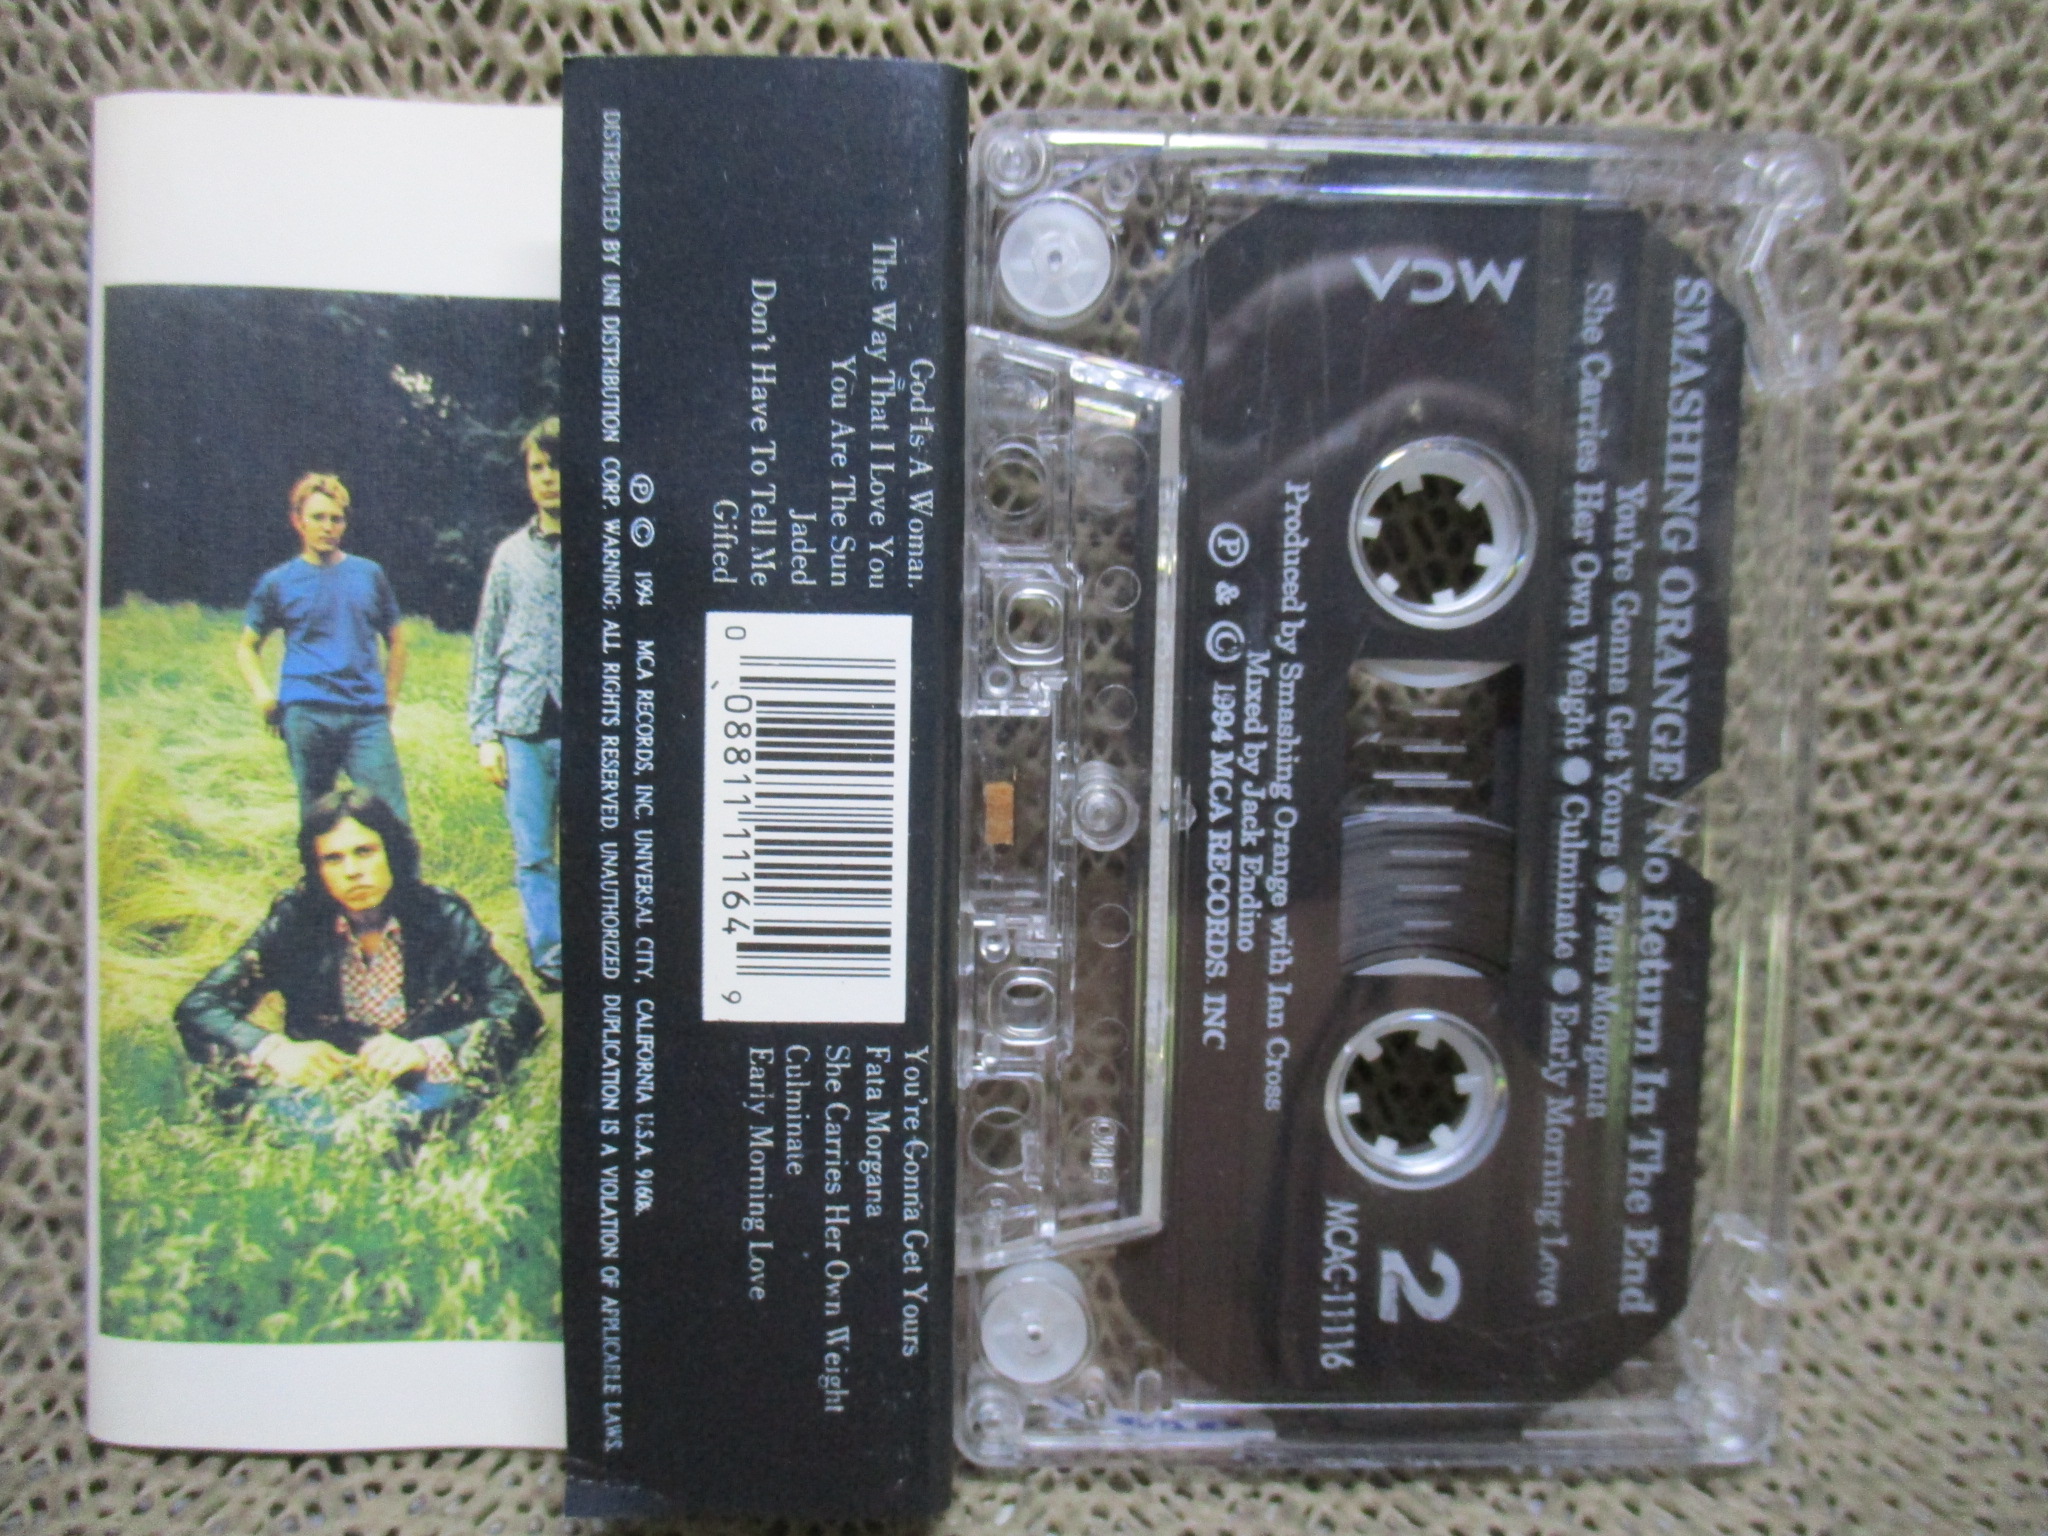 SMASHING ORANGE / No Return In The End
You're Gonna Get Yours ● Fata Morgana
She Carries Her Own Weight ● Culminate ● Early Morning Love
MCA
2
MCAC-11116
Produced by Smashing Orange with Ian Cross
Mixed by Jack Endino
Ⓟ & Ⓒ 1994 MCA RECORDS. INC
God Is A Woman
The Way That I Love You
You Are The Sun
Jaded
Don't Have To Tell Me
Gifted
0 08811 11164 9
You're Gonna Get Yours
Fata Morgana
She Carries Her Own Weight
Culminate
Early Morning Love
Ⓟ Ⓒ 1994 MCA RECORDS, INC. UNIVERSAL CITY, CALIFORNIA U.S.A. 91608.
DISTRIBUTED BY UNI DISTRIBUTION CORP. WARNING: ALL RIGHTS RESERVED. UNAUTHORIZED DUPLICATION IS A VIOLATION OF APPLICABLE LAWS.